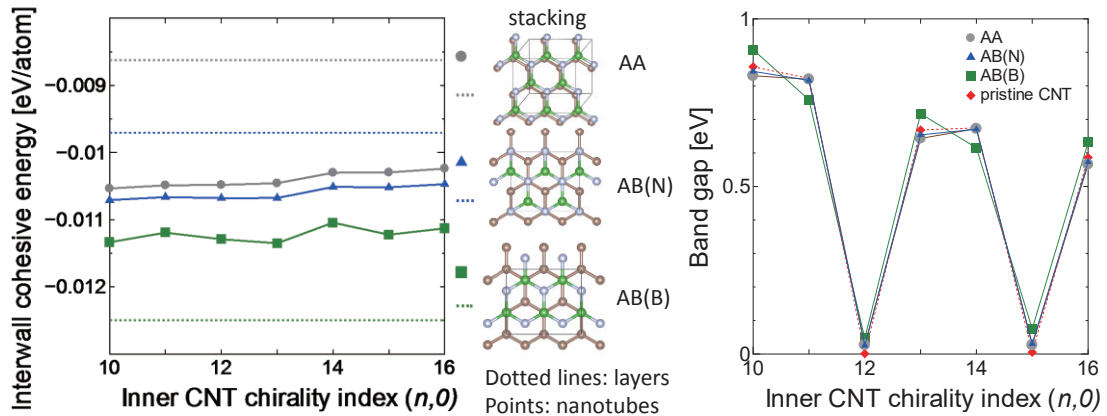 Interwall cohesive energy [eV/atom]
−0.009
−0.01
−0.011
−0.012
10
12
14
16
Inner CNT chirality index (n,0)
stacking
AA
AB(N)
AB(B)
Dotted lines: layers
Points: nanotubes
Band gap [eV]
1
0.5
0
AA
AB(N)
AB(B)
pristine CNT
10
12
14
16
Inner CNT chirality index (n,0)